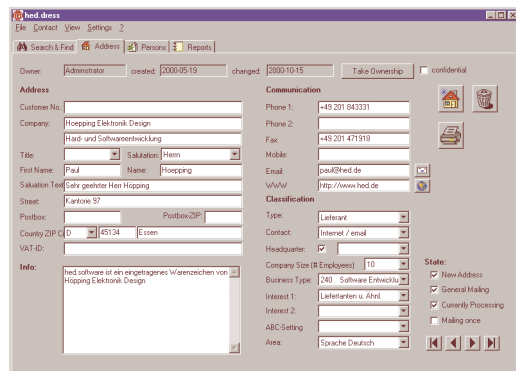 hed.dress
File Contact View Settings ?
Search & Find Address Persons Reports
Owner: Administrator created: 2000-05-19 changed: 2000-10-15 Take Ownership confidential
Address
Customer No.:
Company: Hoepping Elektronik Design
Hard- und Softwareentwicklung
Title: Salutation: Herrn
First Name: Paul Name: Hoepping
Saluation Text Sehr geehrter Herr Höpping
Street: Kantorie 97
Postbox: Postbox-ZIP:
Country ZIP Ci D 45134 Essen
VAT-ID:
Info: hed.software ist ein eingetragenes Warenzeichen von
Höpping Elektronik Design
Communication
Phone 1: +49 201 843331
Phone 2:
Fax: +49 201 471918
Mobile:
Email: paul@hed.de
WWW http://www.hed.de
Classification
Type: Lieferant
Contact: Internet / email
Headquarter:
Company Size (# Employees) 10
Business Type: 240 Software Entwicklu
Interest 1: Liefertanten u. Ähnl.
Interest 2:
ABC-Setting
Area: Sprache Deutsch
State:
New Address
General Mailing
Currently Processing
Mailing once